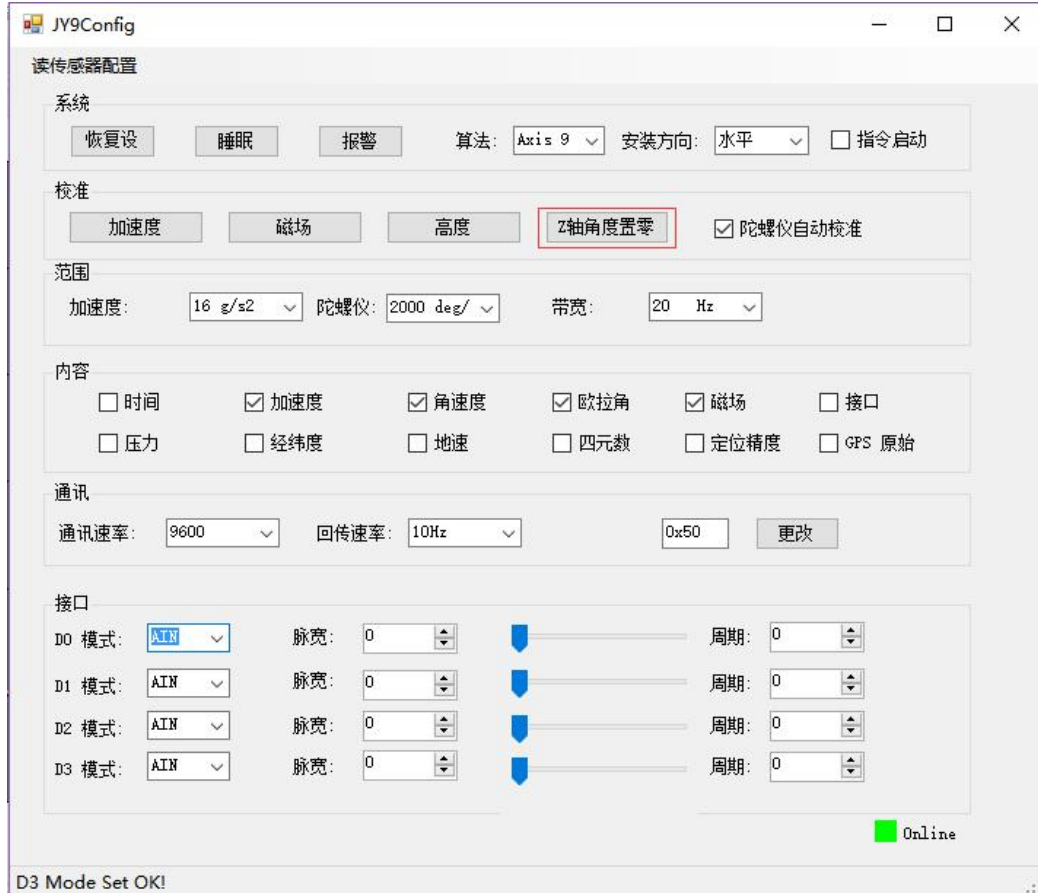 JY9Config
读传感器配置
系统
恢复设 睡眠 报警 算法: Axis 9 安装方向: 水平 指令启动
校准
加速度 磁场 高度 Z轴角度置零 陀螺仪自动校准
范围
加速度: 16 g/s2 陀螺仪: 2000 deg/ 带宽: 20 Hz
内容
时间 加速度 角速度 欧拉角 磁场 接口
压力 经纬度 地速 四元数 定位精度 GPS 原始
通讯
通讯速率: 9600 回传速率: 10Hz 0x50 更改
接口
D0 模式: AIN 脉宽: 0 周期: 0
D1 模式: AIN 脉宽: 0 周期: 0
D2 模式: AIN 脉宽: 0 周期: 0
D3 模式: AIN 脉宽: 0 周期: 0
Online
D3 Mode Set OK!